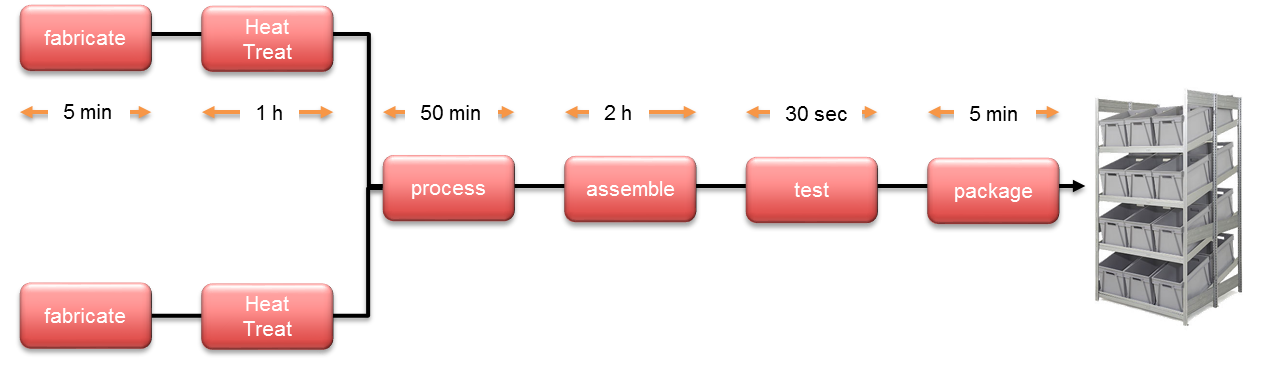 fabricate
Heat
Treat
5 min
1 h
50 min
2 h
30 sec
5 min
process
assemble
test
package
fabricate
Heat
Treat